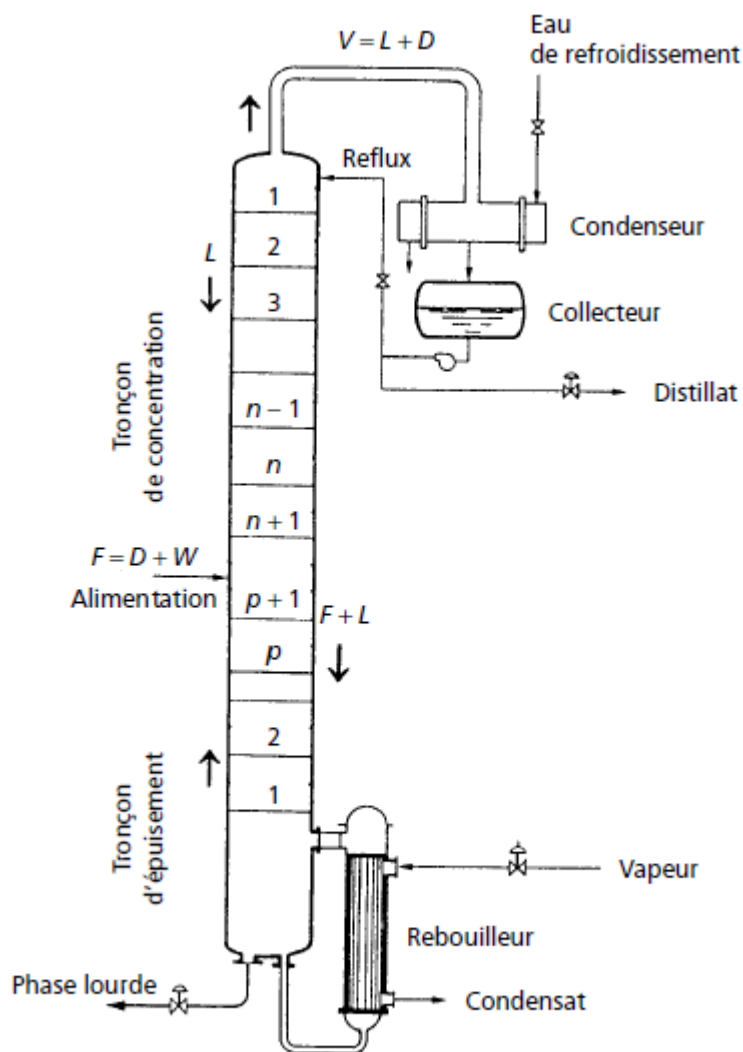 V = L + D
Eau
de refroidissement
Reflux
1
2
L
3
Condenseur
Collecteur
Tronçon
de concentration
n – 1
Distillat
n
n + 1
F = D + W
Alimentation
p + 1
F + L
p
2
Tronçon
d'épuisement
1
Vapeur
Rebouilleur
Phase lourde
Condensat